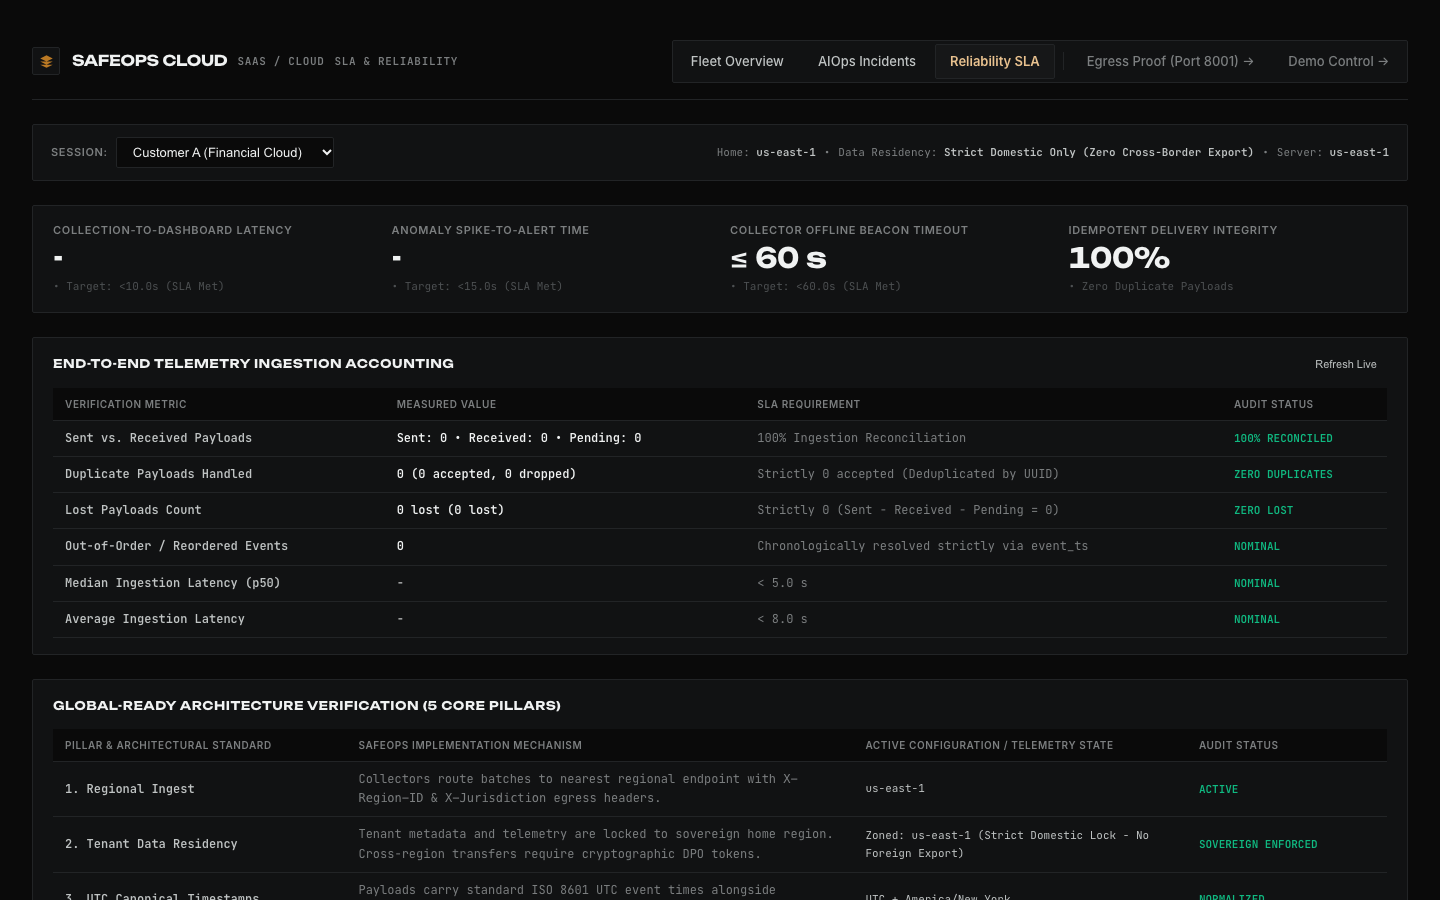 SAFEOPS CLOUD SAAS / CLOUD SLA & RELIABILITY
Fleet Overview AIOps Incidents Reliability SLA Egress Proof (Port 8001) → Demo Control →
SESSION: Customer A (Financial Cloud) Home: us-east-1 • Data Residency: Strict Domestic Only (Zero Cross-Border Export) • Server: us-east-1
COLLECTION-TO-DASHBOARD LATENCY ANOMALY SPIKE-TO-ALERT TIME COLLECTOR OFFLINE BEACON TIMEOUT IDEMPOTENT DELIVERY INTEGRITY
- - ≤ 60 s 100%
• Target: <10.0s (SLA Met) • Target: <15.0s (SLA Met) • Target: <60.0s (SLA Met) • Zero Duplicate Payloads
END-TO-END TELEMETRY INGESTION ACCOUNTING Refresh Live
VERIFICATION METRIC MEASURED VALUE SLA REQUIREMENT AUDIT STATUS
Sent vs. Received Payloads Sent: 0 • Received: 0 • Pending: 0 100% Ingestion Reconciliation 100% RECONCILED
Duplicate Payloads Handled 0 (0 accepted, 0 dropped) Strictly 0 accepted (Deduplicated by UUID) ZERO DUPLICATES
Lost Payloads Count 0 lost (0 lost) Strictly 0 (Sent - Received - Pending = 0) ZERO LOST
Out-of-Order / Reordered Events 0 Chronologically resolved strictly via event_ts NOMINAL
Median Ingestion Latency (p50) - < 5.0 s NOMINAL
Average Ingestion Latency - < 8.0 s NOMINAL
GLOBAL-READY ARCHITECTURE VERIFICATION (5 CORE PILLARS)
PILLAR & ARCHITECTURAL STANDARD SAFEOPS IMPLEMENTATION MECHANISM ACTIVE CONFIGURATION / TELEMETRY STATE AUDIT STATUS
1. Regional Ingest Collectors route batches to nearest regional endpoint with X-
Region-ID & X-Jurisdiction egress headers. us-east-1 ACTIVE
2. Tenant Data Residency Tenant metadata and telemetry are locked to sovereign home region.
Cross-region transfers require cryptographic DPO tokens. Zoned: us-east-1 (Strict Domestic Lock - No
Foreign Export) SOVEREIGN ENFORCED
3. UTC Canonical Timestamps Payloads carry standard ISO 8601 UTC event times alongside
UTC + America/New_York NORMALIZED